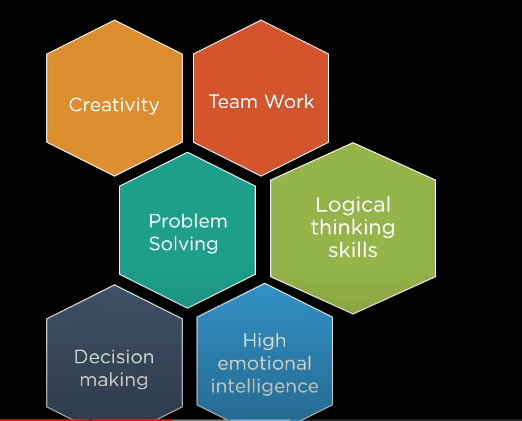 Creativity
Team Work
Problem
Solving
Logical
thinking
skills
Decision
making
High
emotional
intelligence